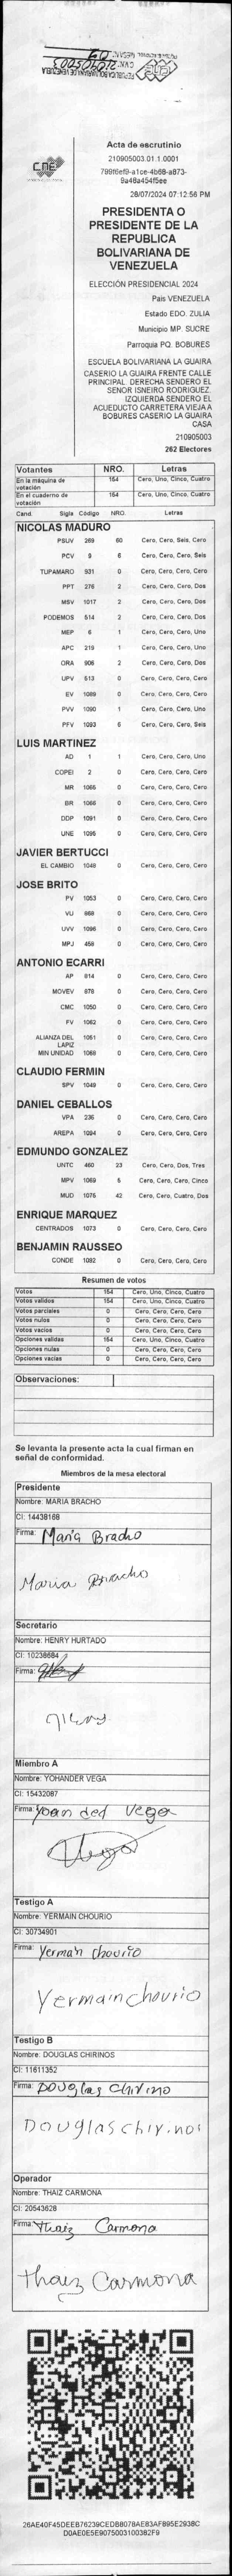 REPUBLICA BOLIVARIANA DE VENEZUELA
CNE
Acta de escrutinio
210905003.01.1.0001
799f6ef9-a1ce-4b68-a873-
9a48a454f5ee
28/07/2024 07:12:56 PM
PRESIDENTA O
PRESIDENTE DE LA
REPUBLICA
BOLIVARIANA DE
VENEZUELA
ELECCIÓN PRESIDENCIAL 2024
Pais VENEZUELA
Estado EDO. ZULIA
Municipio MP. SUCRE
Parroquia PQ. BOBURES
ESCUELA BOLIVARIANA LA GUAIRA
CASERIO LA GUAIRA FRENTE CALLE
PRINCIPAL. DERECHA SENDERO EL
SENOR ISNEIRO RODRIGUEZ.
IZQUIERDA SENDERO EL
ACUEDUCTO CARRETERA VIEJA A
BOBURES CASERIO LA GUAIRA
CASA
210905003
262 Electores
Votantes NRO. Letras
En la máquina de votación 154 Cero, Uno, Cinco, Cuatro
En el cuaderno de votación 154 Cero, Uno, Cinco, Cuatro
Cand. Sigla Código NRO. Letras
NICOLAS MADURO
PSUV 269 60 Cero, Cero, Seis, Cero
PCV 9 6 Cero, Cero, Cero, Seis
TUPAMARO 931 0 Cero, Cero, Cero, Cero
PPT 276 2 Cero, Cero, Cero, Dos
MSV 1017 2 Cero, Cero, Cero, Dos
PODEMOS 514 2 Cero, Cero, Cero, Dos
MEP 6 1 Cero, Cero, Cero, Uno
APC 219 1 Cero, Cero, Cero, Uno
ORA 906 2 Cero, Cero, Cero, Dos
UPV 513 0 Cero, Cero, Cero, Cero
EV 1089 0 Cero, Cero, Cero, Cero
PVV 1090 1 Cero, Cero, Cero, Uno
PFV 1093 6 Cero, Cero, Cero, Seis
LUIS MARTINEZ
AD 1 1 Cero, Cero, Cero, Uno
COPEI 2 0 Cero, Cero, Cero, Cero
MR 1065 0 Cero, Cero, Cero, Cero
BR 1066 0 Cero, Cero, Cero, Cero
DDP 1091 0 Cero, Cero, Cero, Cero
UNE 1095 0 Cero, Cero, Cero, Cero
JAVIER BERTUCCI
EL CAMBIO 1048 0 Cero, Cero, Cero, Cero
JOSE BRITO
PV 1053 0 Cero, Cero, Cero, Cero
VU 969 0 Cero, Cero, Cero, Cero
UVV 1096 0 Cero, Cero, Cero, Cero
MPJ 459 0 Cero, Cero, Cero, Cero
ANTONIO ECARRI
AP 814 0 Cero, Cero, Cero, Cero
MOVEV 878 0 Cero, Cero, Cero, Cero
CMC 1050 0 Cero, Cero, Cero, Cero
FV 1062 0 Cero, Cero, Cero, Cero
ALIANZA DEL LAPIZ 1051 0 Cero, Cero, Cero, Cero
MIN UNIDAD 1068 0 Cero, Cero, Cero, Cero
CLAUDIO FERMIN
SPV 1049 0 Cero, Cero, Cero, Cero
DANIEL CEBALLOS
VPA 236 0 Cero, Cero, Cero, Cero
AREPA 1094 0 Cero, Cero, Cero, Cero
EDMUNDO GONZALEZ
UNTC 460 23 Cero, Cero, Dos, Tres
MPV 1069 5 Cero, Cero, Cero, Cinco
MUD 1076 42 Cero, Cero, Cuatro, Dos
ENRIQUE MARQUEZ
CENTRADOS 1073 0 Cero, Cero, Cero, Cero
BENJAMIN RAUSSEO
CONDE 1082 0 Cero, Cero, Cero, Cero
Resumen de votos
Votos 154 Cero, Uno, Cinco, Cuatro
Votos validos 154 Cero, Uno, Cinco, Cuatro
Votos parciales 0 Cero, Cero, Cero, Cero
Votos nulos 0 Cero, Cero, Cero, Cero
Votos vacios 0 Cero, Cero, Cero, Cero
Opciones validas 154 Cero, Uno, Cinco, Cuatro
Opciones nulas 0 Cero, Cero, Cero, Cero
Opciones vacias 0 Cero, Cero, Cero, Cero
Observaciones:
Se levanta la presente acta la cual firman en
señal de conformidad.
Miembros de la mesa electoral
Presidente
Nombre: MARIA BRACHO
CI: 14438168
Firma: Maria Bracho
Maria Bracho
Secretario
Nombre: HENRY HURTADO
CI: 10238684
Firma:
Miembro A
Nombre: YOHANDER VEGA
CI: 15432087
Firma: Yoan ded Vega
Vega
Testigo A
Nombre: YERMAIN CHOURIO
CI: 30734901
Firma: Yermain chourio
Yermain chourio
Testigo B
Nombre: DOUGLAS CHIRINOS
CI: 11611352
Firma: Douglas chirino
Douglas chirinos
Operador
Nombre: THAIZ CARMONA
CI: 20543628
Firma: Thaiz Carmona
Thaiz Carmona
26AE40F45DEEB76239CEDB8078AE83AFB95E2938C
D0AE0E5E9075003100382F9